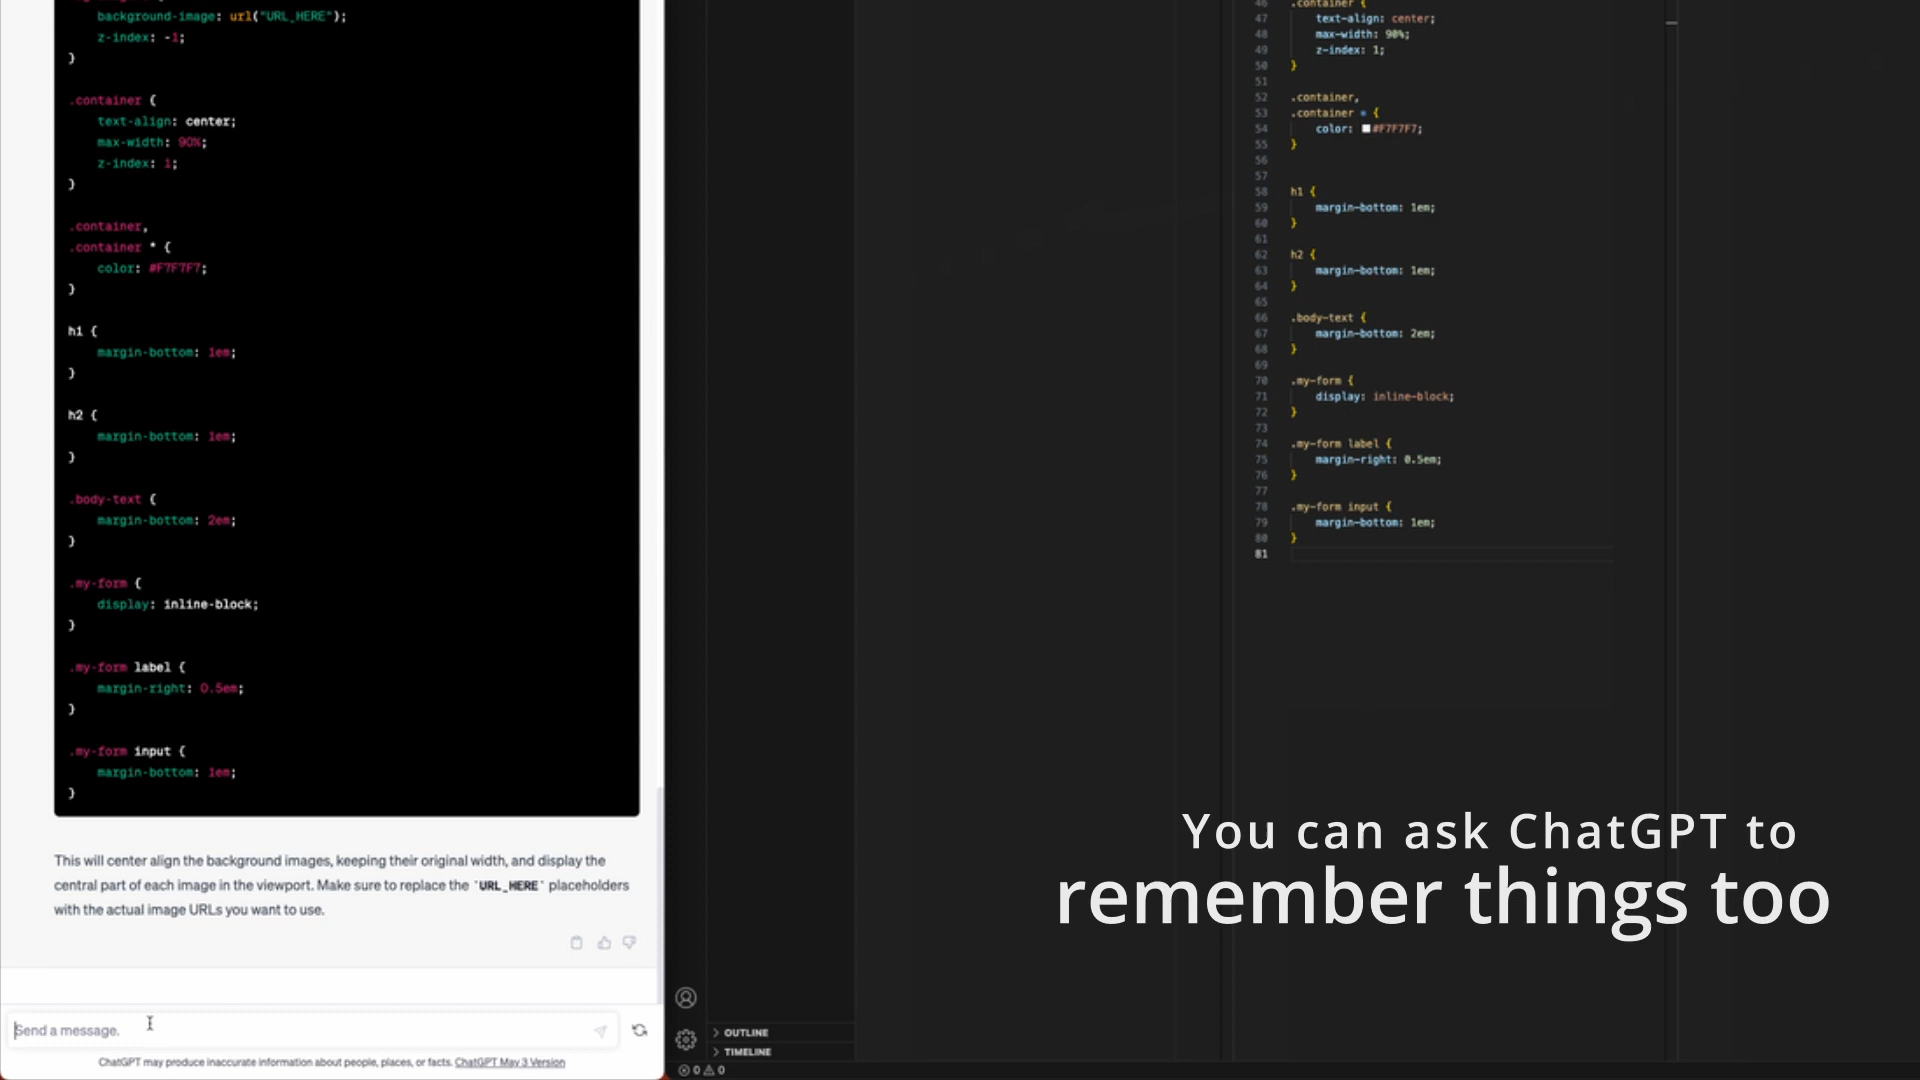 background-image: url("URL_HERE");
z-index: -1;
}
.container {
text-align: center;
max-width: 90%;
z-index: 1;
}
.container,
.container * {
color: #F7F7F7;
}
h1 {
margin-bottom: 1em;
}
h2 {
margin-bottom: 1em;
}
.body-text {
margin-bottom: 2em;
}
.my-form {
display: inline-block;
}
.my-form label {
margin-right: 0.5em;
}
.my-form input {
margin-bottom: 1em;
}
This will center align the background images, keeping their original width, and display the
central part of each image in the viewport. Make sure to replace the `URL_HERE` placeholders
with the actual image URLs you want to use.
Send a message.
ChatGPT may produce inaccurate information about people, places, or facts. ChatGPT May 3 Version
46 .container {
47 text-align: center;
48 max-width: 90%;
49 z-index: 1;
50 }
51
52 .container,
53 .container * {
54 color: #F7F7F7;
55 }
56
57
58 h1 {
59 margin-bottom: 1em;
60 }
61
62 h2 {
63 margin-bottom: 1em;
64 }
65
66 .body-text {
67 margin-bottom: 2em;
68 }
69
70 .my-form {
71 display: inline-block;
72 }
73
74 .my-form label {
75 margin-right: 0.5em;
76 }
77
78 .my-form input {
79 margin-bottom: 1em;
80 }
81
You can ask ChatGPT to
remember things too
OUTLINE
TIMELINE
0 0